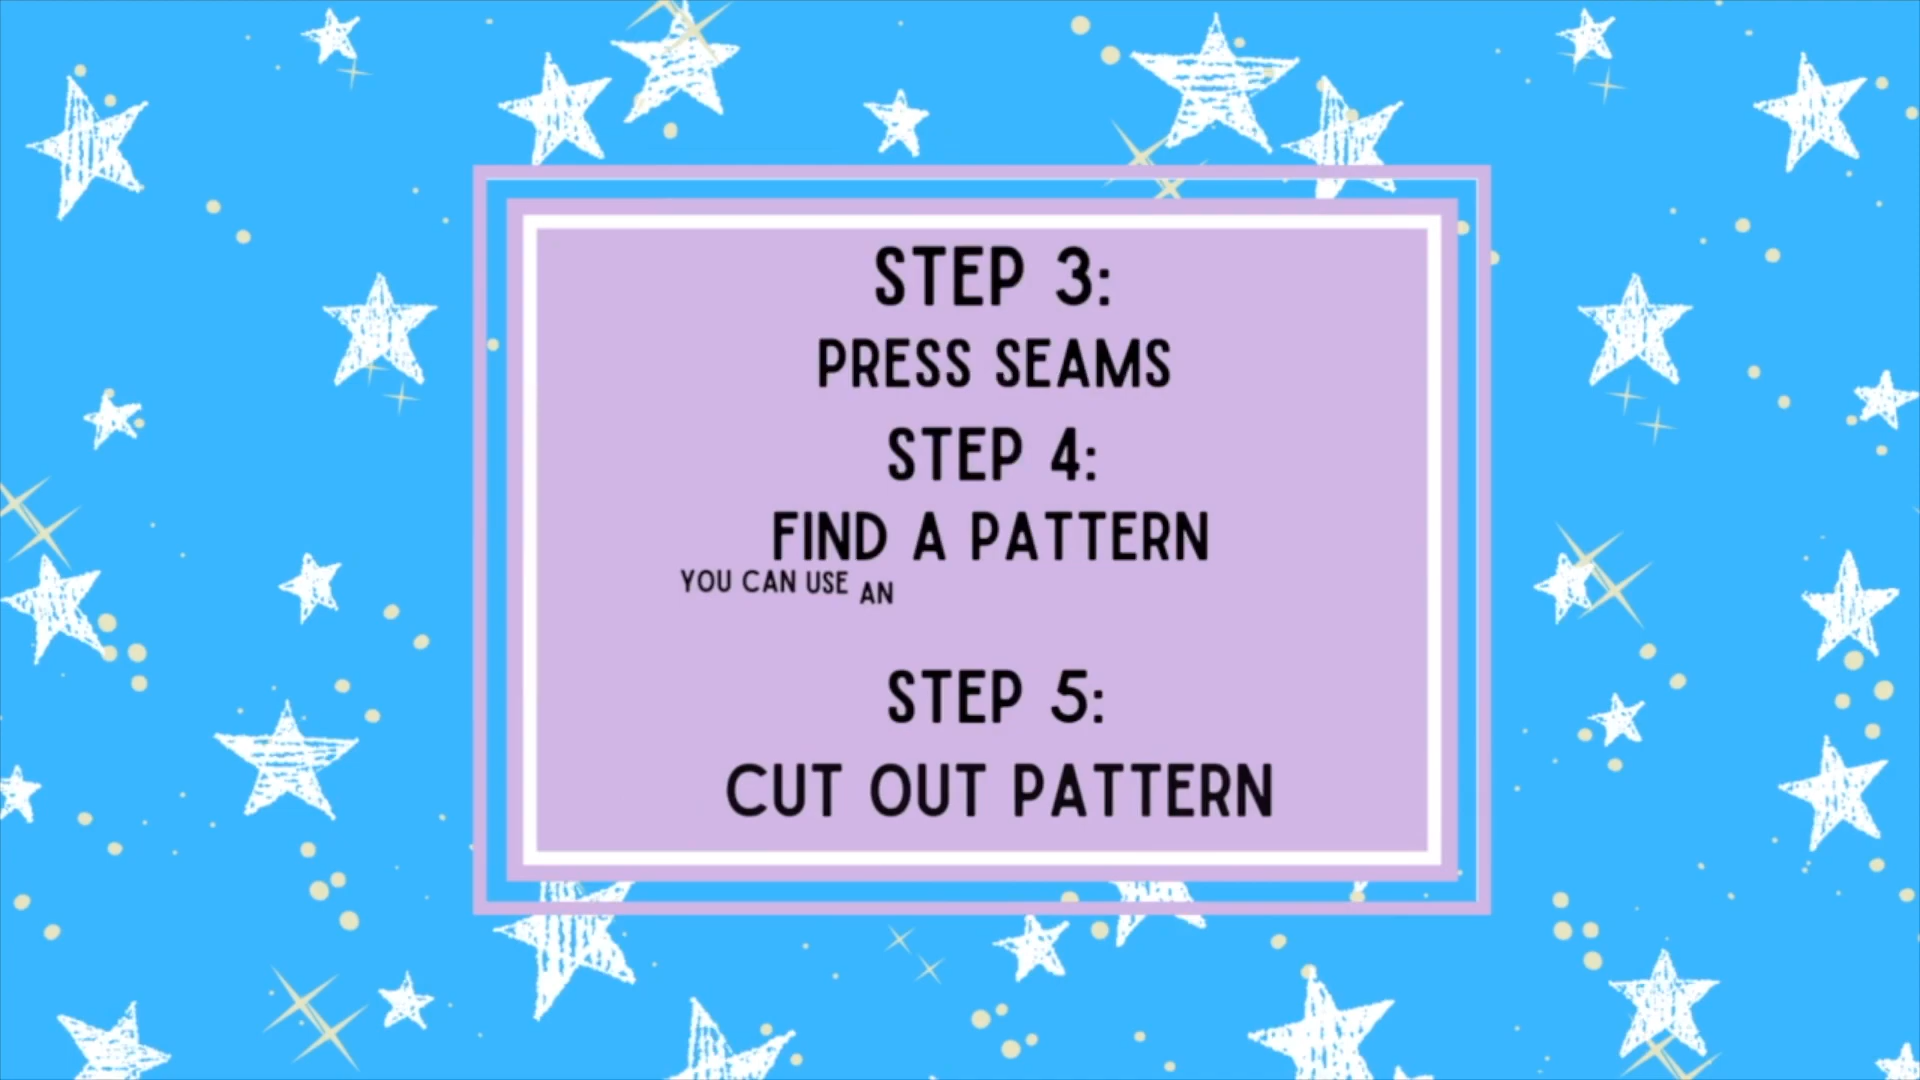 STEP 3:
PRESS SEAMS
STEP 4:
FIND A PATTERN
YOU CAN USE AN
STEP 5:
CUT OUT PATTERN